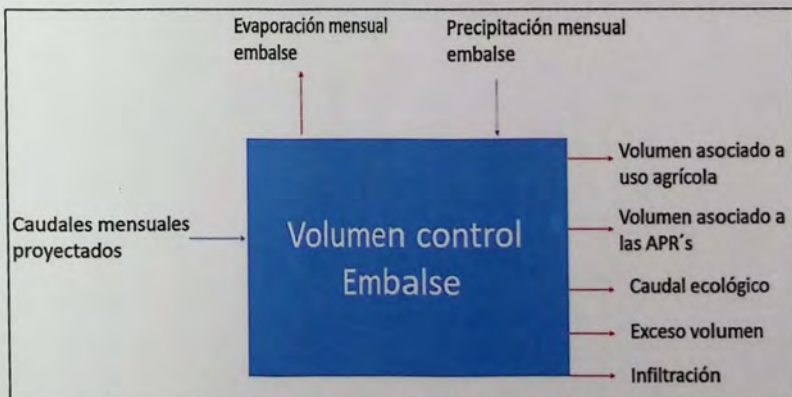 Evaporación mensual
embalse
Precipitación mensual
embalse
Caudales mensuales
proyectados
Volumen control
Embalse
Volumen asociado a
uso agrícola
Volumen asociado a
las APR´s
Caudal ecológico
Exceso volumen
Infiltración